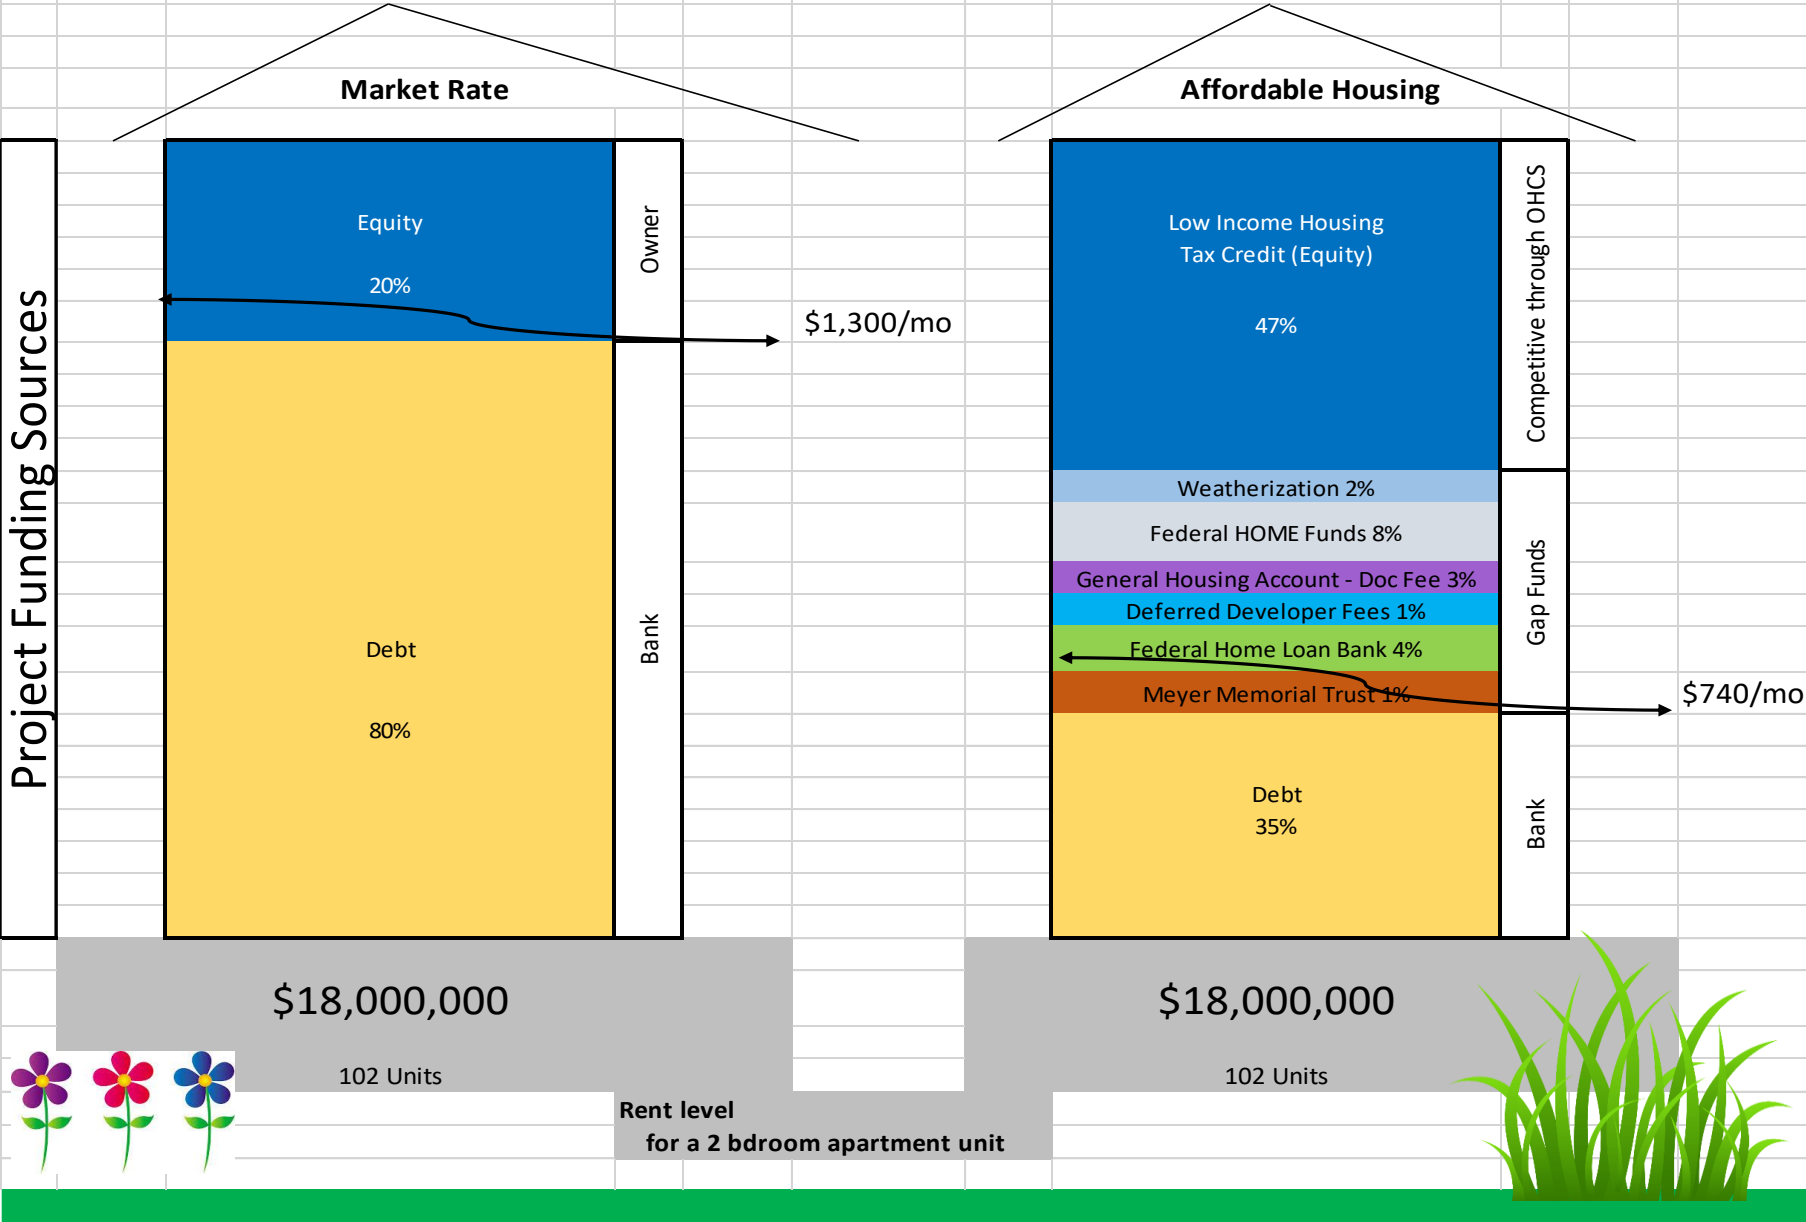 Project Funding Sources
Market Rate
Equity
20%
Owner
$1,300/mo
Debt
80%
Bank
$18,000,000
102 Units
Affordable Housing
Low Income Housing
Tax Credit (Equity)
47%
Competitive through OHCS
Weatherization 2%
Federal HOME Funds 8%
General Housing Account - Doc Fee 3%
Deferred Developer Fees 1%
Federal Home Loan Bank 4%
Meyer Memorial Trust 1%
Gap Funds
$740/mo
Debt
35%
Bank
$18,000,000
102 Units
Rent level
for a 2 bdroom apartment unit